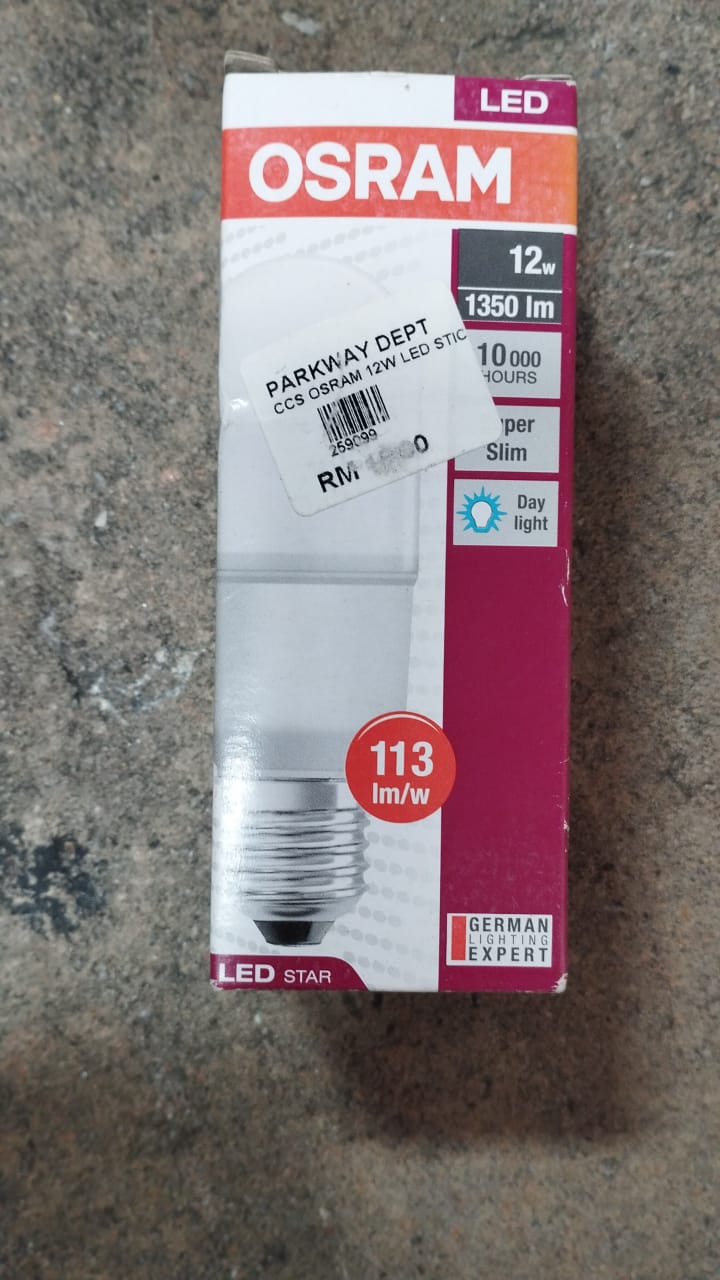 LED
OSRAM
12w
1350 lm
PARKWAY DEPT
CCS OSRAM 12W LED STIC
259099
RM
10 000
HOURS
Slim
Day
light
113
lm/w
GERMAN
LIGHTING
EXPERT
LED STAR